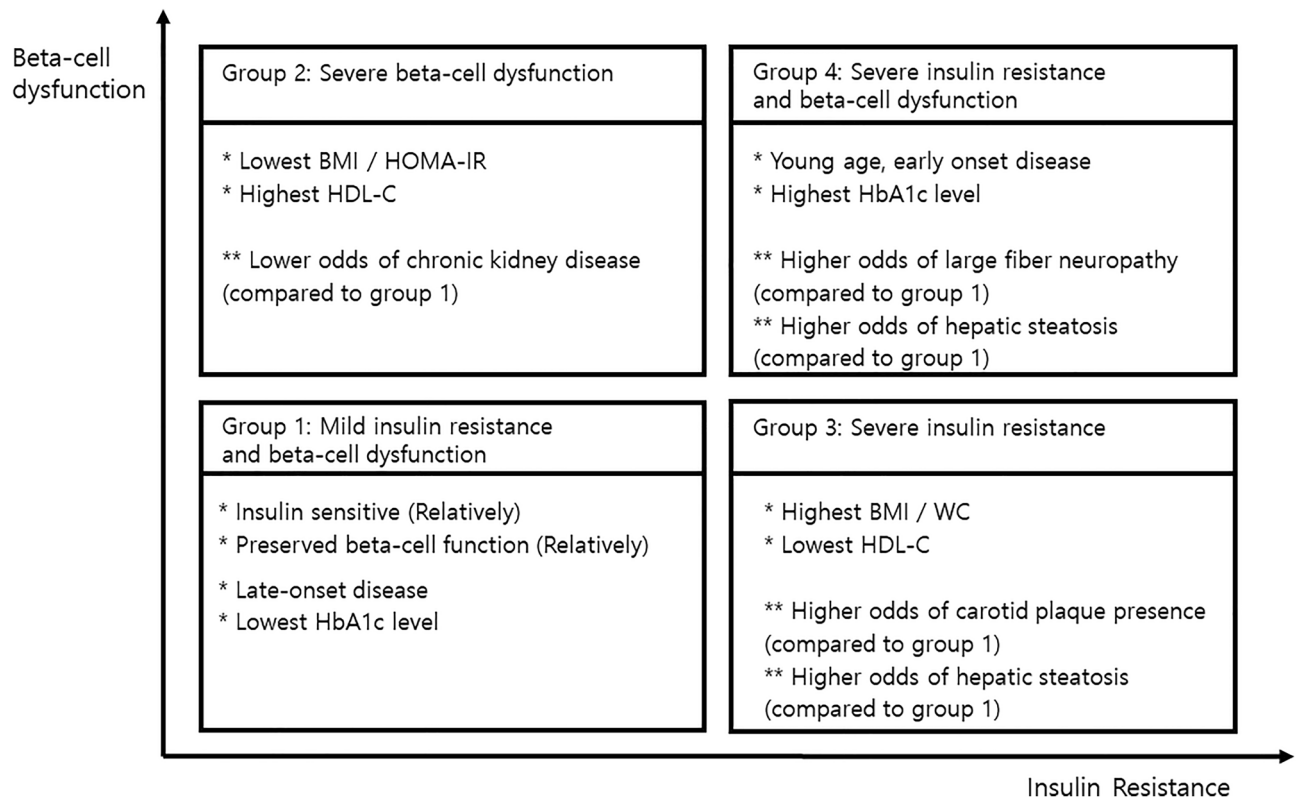 Beta-cell
dysfunction
Group 2: Severe beta-cell dysfunction
* Lowest BMI / HOMA-IR
* Highest HDL-C
** Lower odds of chronic kidney disease
(compared to group 1)
Group 4: Severe insulin resistance
and beta-cell dysfunction
* Young age, early onset disease
* Highest HbA1c level
** Higher odds of large fiber neuropathy
(compared to group 1)
** Higher odds of hepatic steatosis
(compared to group 1)
Group 1: Mild insulin resistance
and beta-cell dysfunction
* Insulin sensitive (Relatively)
* Preserved beta-cell function (Relatively)
* Late-onset disease
* Lowest HbA1c level
Group 3: Severe insulin resistance
* Highest BMI / WC
* Lowest HDL-C
** Higher odds of carotid plaque presence
(compared to group 1)
** Higher odds of hepatic steatosis
(compared to group 1)
Insulin Resistance